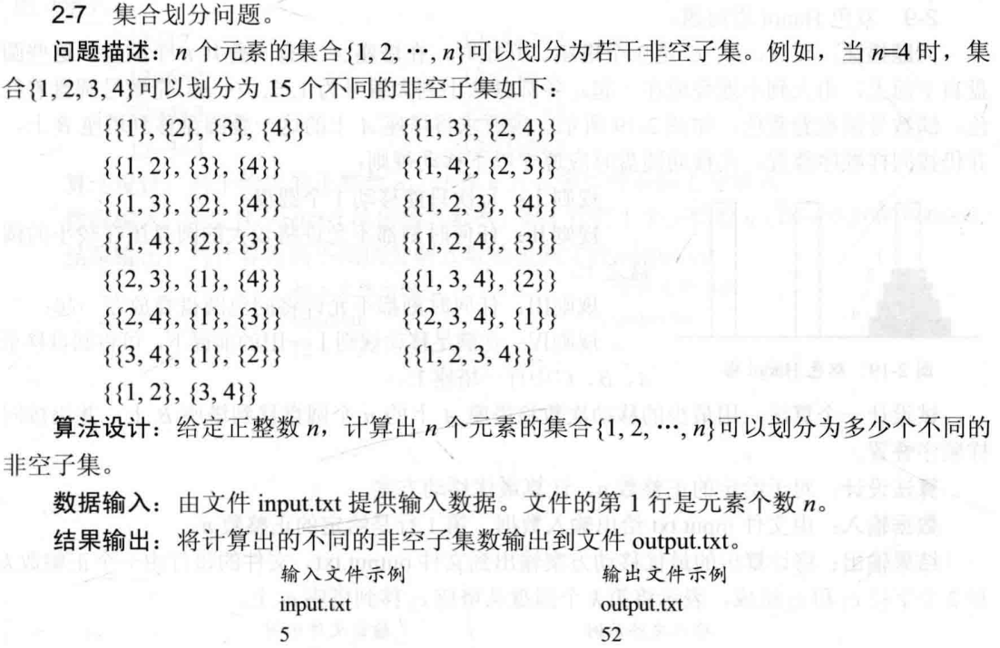 2-7 集合划分问题。
问题描述：n 个元素的集合{1, 2, ⋯, n}可以划分为若干非空子集。例如，当 n=4 时，集
合{1, 2, 3, 4}可以划分为 15 个不同的非空子集如下：
{{1}, {2}, {3}, {4}} {{1, 3}, {2, 4}}
{{1, 2}, {3}, {4}} {{1, 4}, {2, 3}}
{{1, 3}, {2}, {4}} {{1, 2, 3}, {4}}
{{1, 4}, {2}, {3}} {{1, 2, 4}, {3}}
{{2, 3}, {1}, {4}} {{1, 3, 4}, {2}}
{{2, 4}, {1}, {3}} {{2, 3, 4}, {1}}
{{3, 4}, {1}, {2}} {{1, 2, 3, 4}}
{{1, 2}, {3, 4}}
算法设计：给定正整数 n，计算出 n 个元素的集合{1, 2, ⋯, n}可以划分为多少个不同的
非空子集。
数据输入：由文件 input.txt 提供输入数据。文件的第 1 行是元素个数 n。
结果输出：将计算出的不同的非空子集数输出到文件 output.txt。
输入文件示例 输出文件示例
input.txt output.txt
5 52